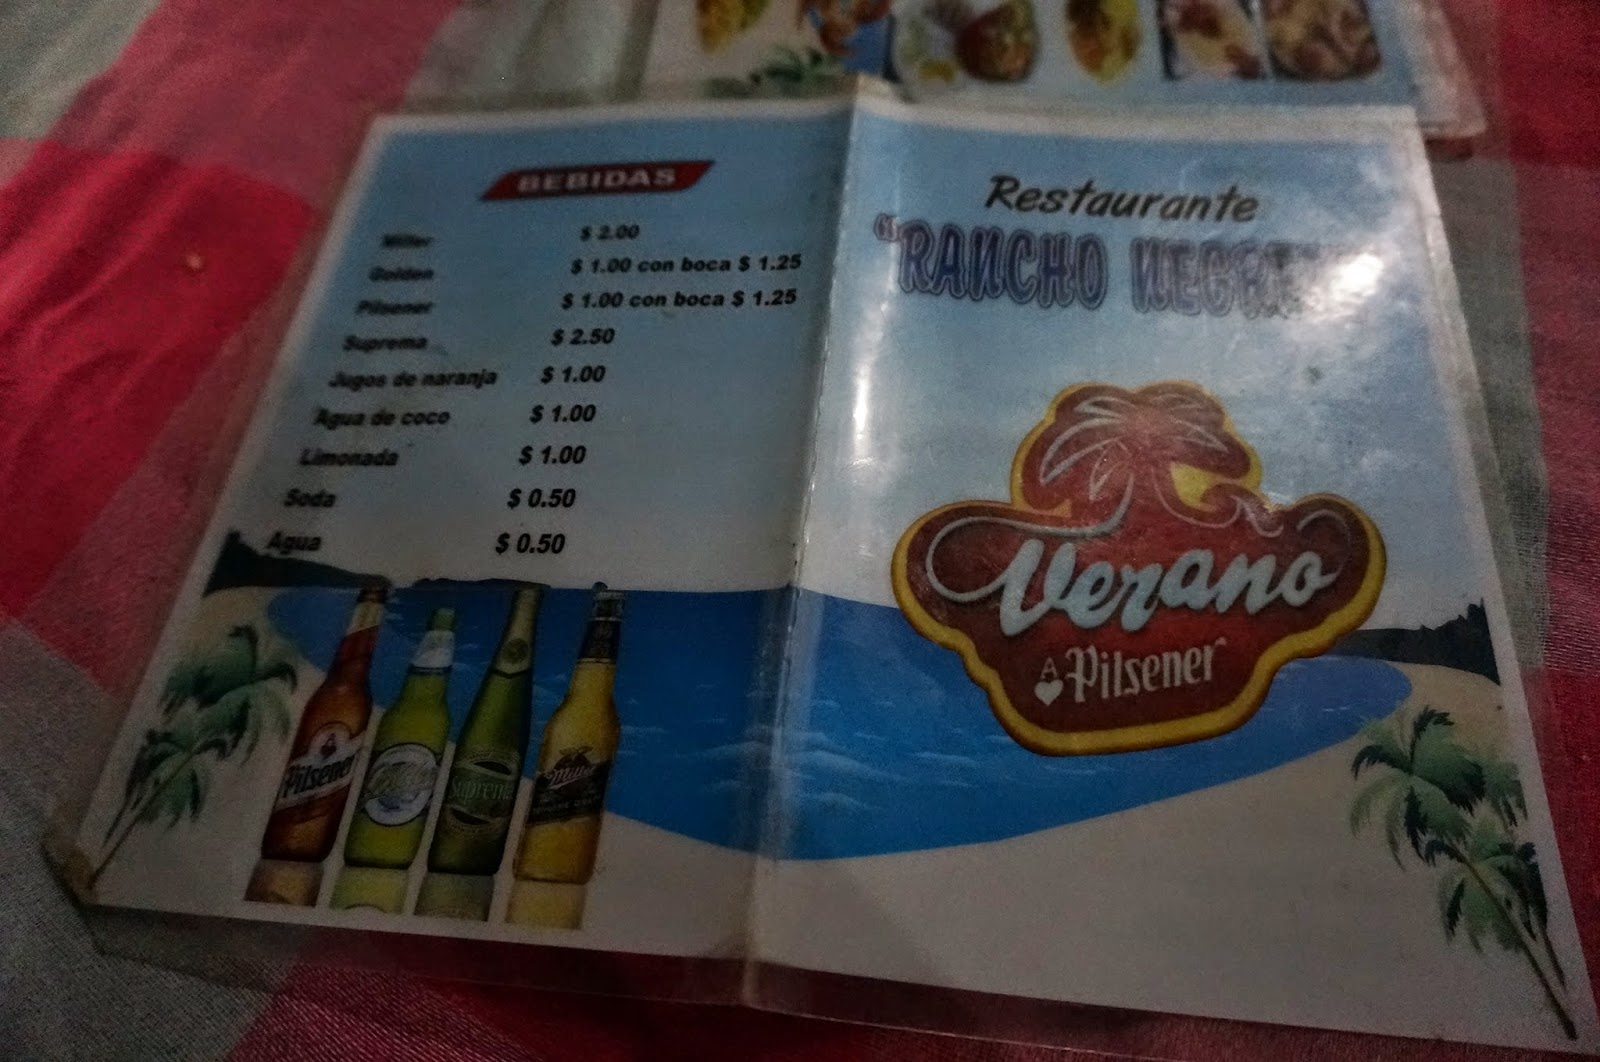 BEBIDAS
Miller $ 2.00
Golden $ 1.00 con boca $ 1.25
Pilsener $ 1.00 con boca $ 1.25
Suprema $ 2.50
Jugos de naranja $ 1.00
Agua de coco $ 1.00
Limonada $ 1.00
Soda $ 0.50
Agua $ 0.50
Pilsener
Suprema
Miller
Restaurante
"RANCHO
Verano
A ♥ Pilsener